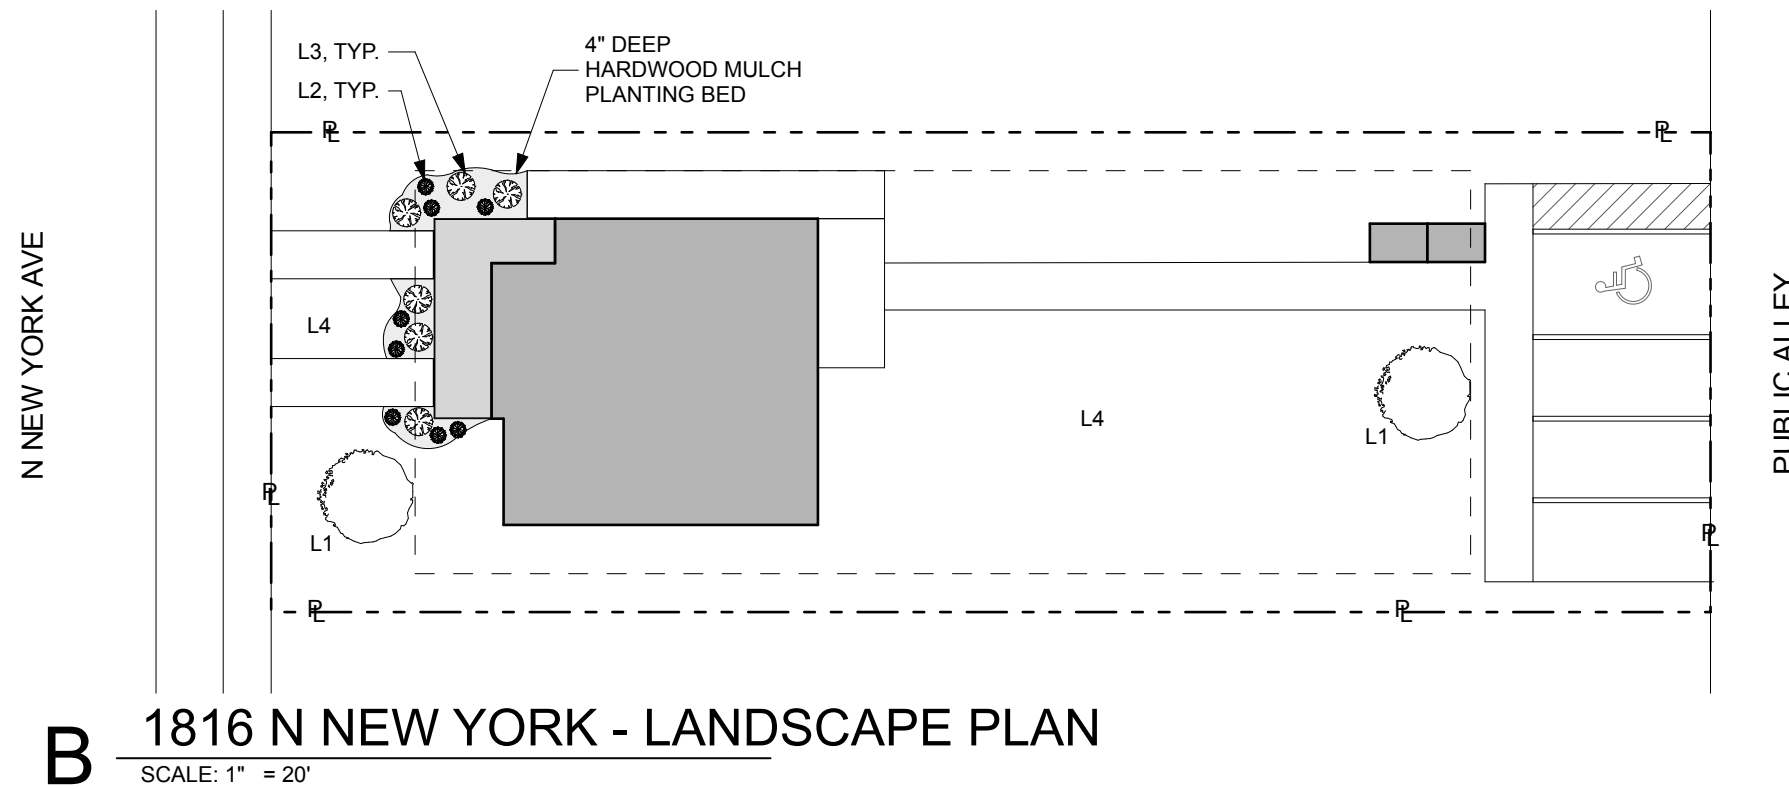 L3, TYP.
L2, TYP.
4" DEEP
HARDWOOD MULCH
PLANTING BED
PL
PL
N NEW YORK AVE
L4
L4
L1
PUBLIC ALLEY
PL
L1
PL
PL
PL
B
1816 N NEW YORK - LANDSCAPE PLAN
SCALE: 1" = 20'